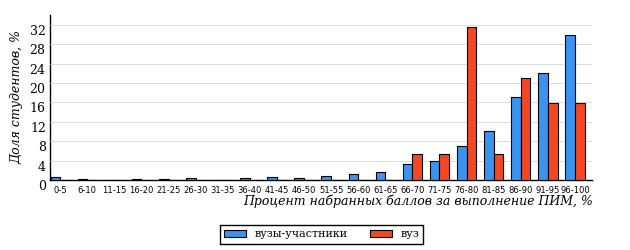 Доля студентов, %
32
28
24
20
16
12
8
4
0
0-5 6-10 11-15 16-20 21-25 26-30 31-35 36-40 41-45 46-50 51-55 56-60 61-65 66-70 71-75 76-80 81-85 86-90 91-95 96-100
Процент набранных баллов за выполнение ПИМ, %
вузы-участники вуз